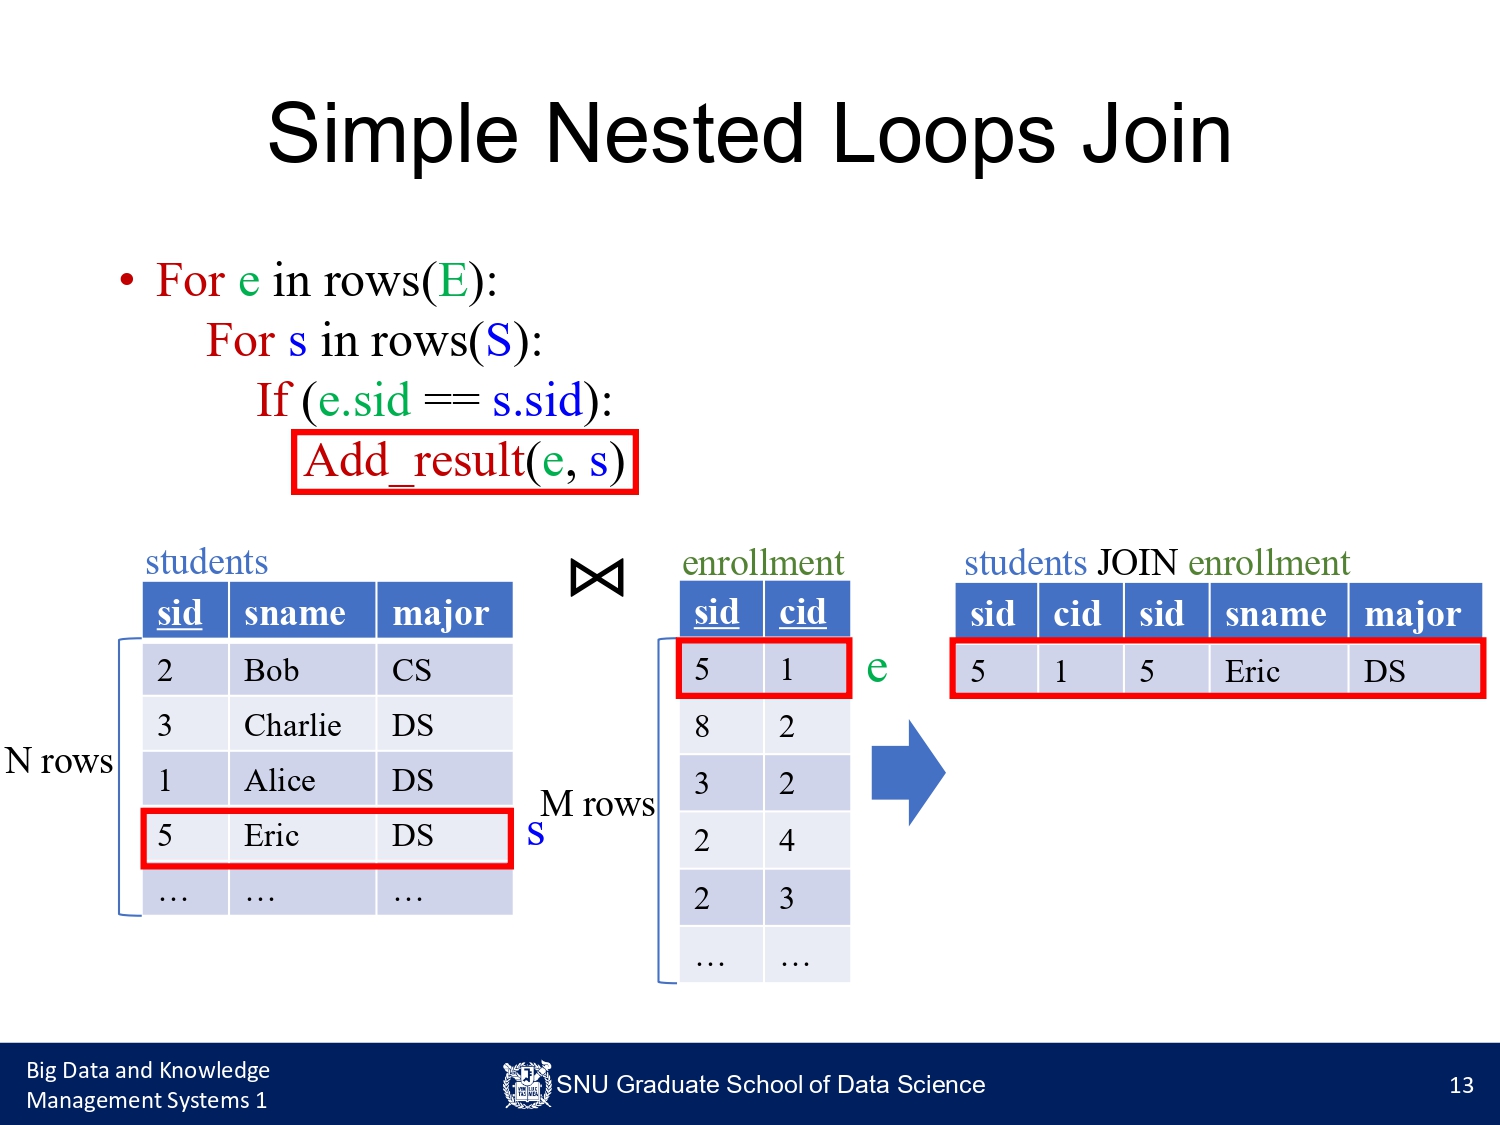 Simple Nested Loops Join
• For e in rows(E):
For s in rows(S):
If (e.sid == s.sid):
Add_result(e, s)
students
sid sname major
2 Bob CS
3 Charlie DS
1 Alice DS
5 Eric DS
… … …
N rows
s
⋈
enrollment
sid cid
5 1
8 2
3 2
2 4
2 3
… …
M rows
e
students JOIN enrollment
sid cid sid sname major
5 1 5 Eric DS
Big Data and Knowledge
Management Systems 1
SNU Graduate School of Data Science
13